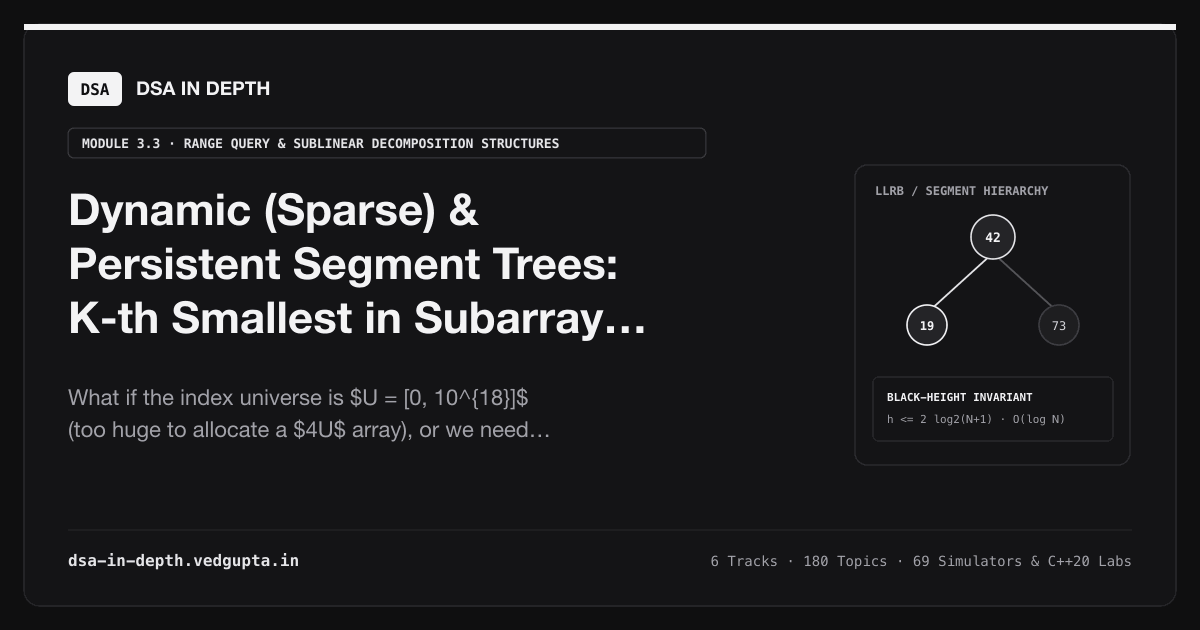 DSA DSA IN DEPTH
MODULE 3.3 · RANGE QUERY & SUBLINEAR DECOMPOSITION STRUCTURES
Dynamic (Sparse) &
Persistent Segment Trees:
K-th Smallest in Subarray...
What if the index universe is $U = [0, 10^{18}]$
(too huge to allocate a $4U$ array), or we need...
LLRB / SEGMENT HIERARCHY
42
19 73
BLACK-HEIGHT INVARIANT
h <= 2 log2(N+1) · O(log N)
dsa-in-depth.vedgupta.in
6 Tracks · 180 Topics · 69 Simulators & C++20 Labs